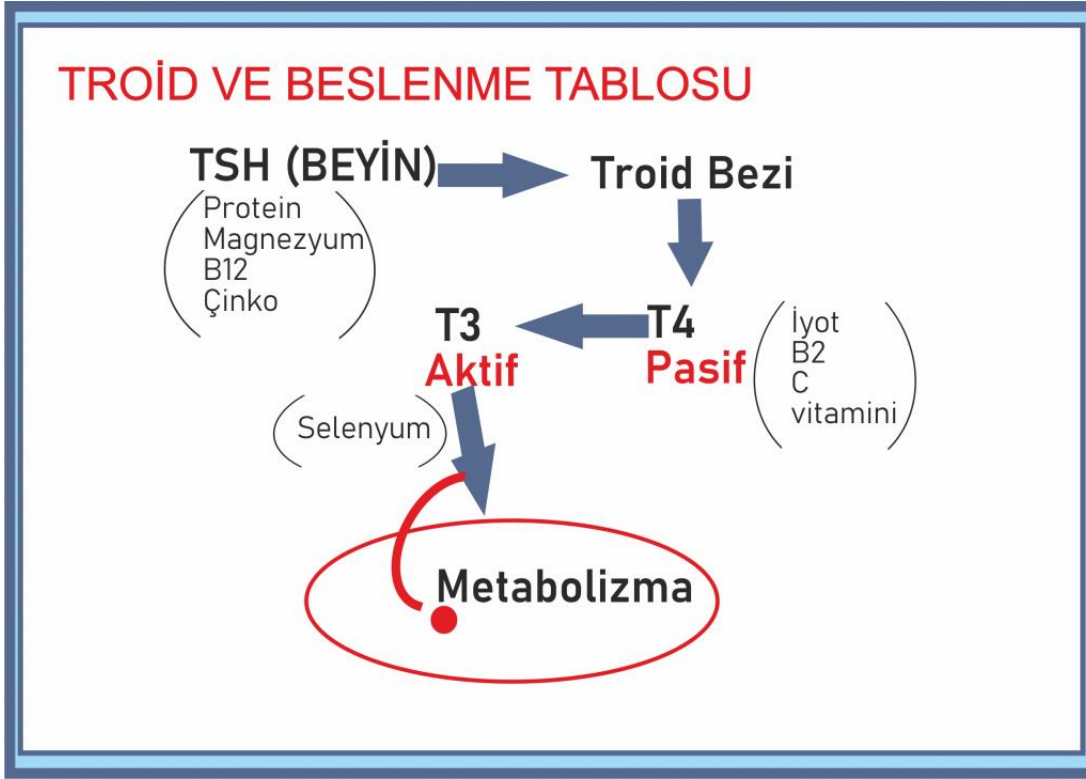 TROİD VE BESLENME TABLOSU
TSH (BEYİN)
Troid Bezi
Protein
Magnezyum
B12
Çinko
T3
Aktif
T4
Pasif
İyot
B2
C
vitamini
Selenyum
Metabolizma